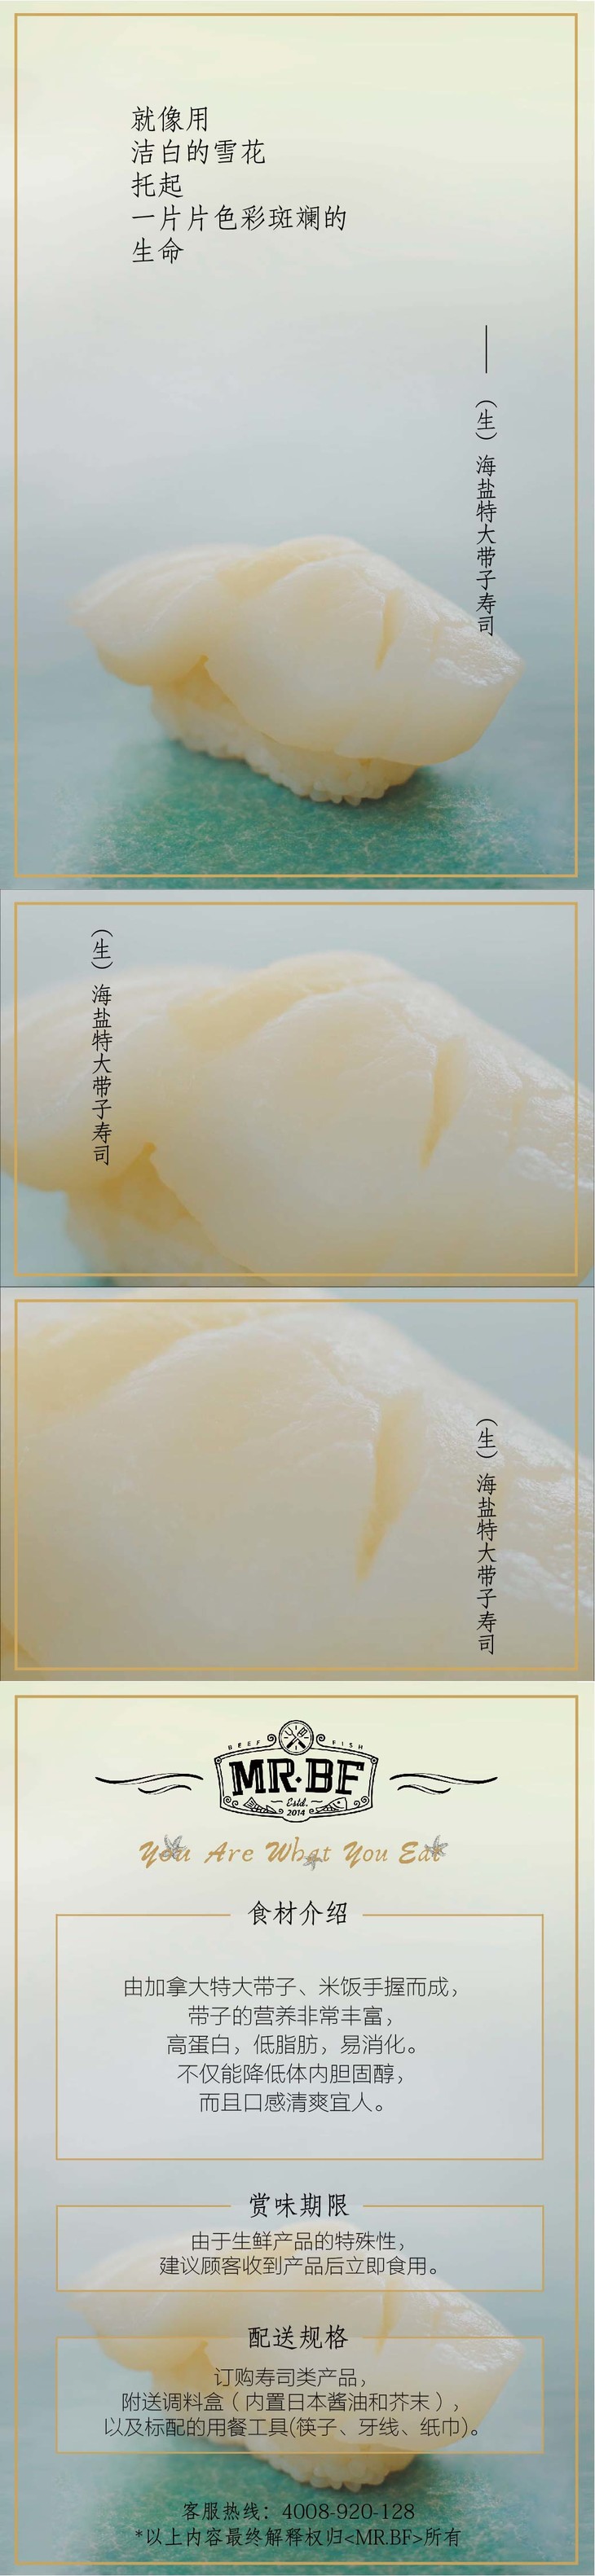 就像用
洁白的雪花
托起
一片片色彩斑斓的
生命
——(生)海盐特大带子寿司
(生)海盐特大带子寿司
(生)海盐特大带子寿司
BEEF FISH
MR·BF
Estd.
2014
You Are What You Eat
食材介绍
由加拿大特大带子、米饭手握而成，
带子的营养非常丰富，
高蛋白，低脂肪，易消化。
不仅能降低体内胆固醇，
而且口感清爽宜人。
赏味期限
由于生鲜产品的特殊性，
建议顾客收到产品后立即食用。
配送规格
订购寿司类产品，
附送调料盒（内置日本酱油和芥末），
以及标配的用餐工具(筷子、牙线、纸巾)。
客服热线：4008-920-128
*以上内容最终解释权归<MR.BF>所有